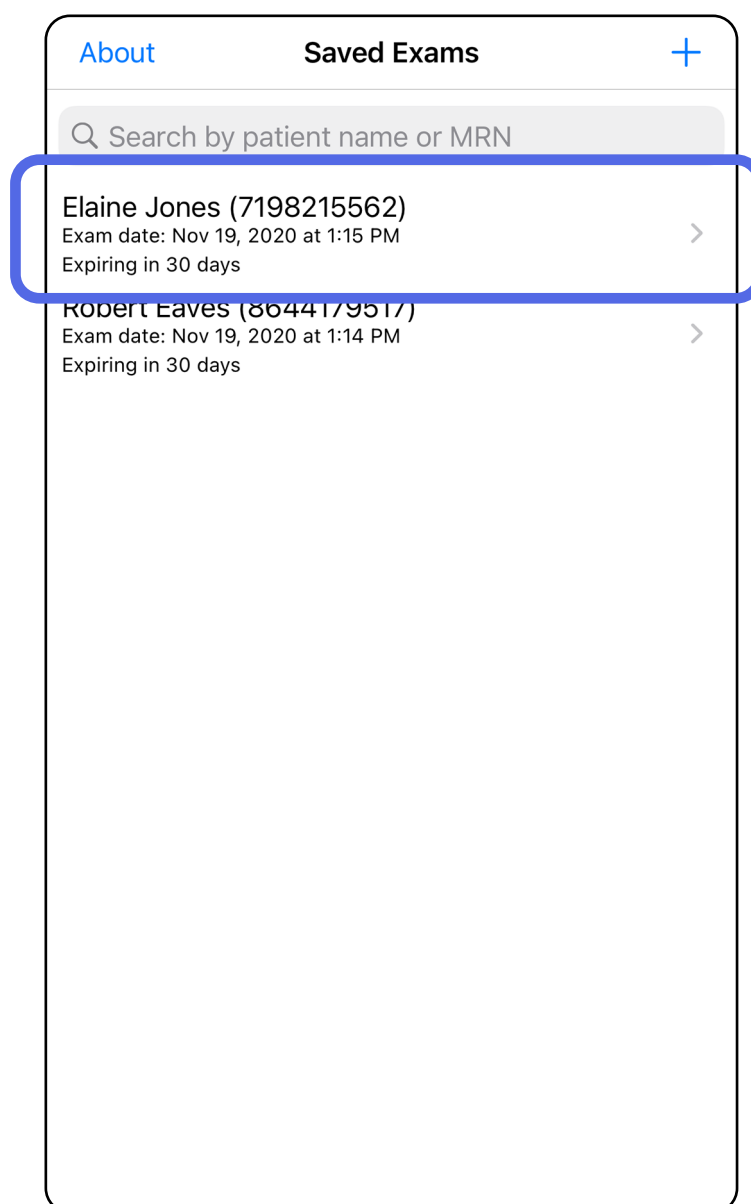 About Saved Exams +
Search by patient name or MRN
Elaine Jones (7198215562)
Exam date: Nov 19, 2020 at 1:15 PM
Expiring in 30 days
Robert Eaves (8644179517)
Exam date: Nov 19, 2020 at 1:14 PM
Expiring in 30 days